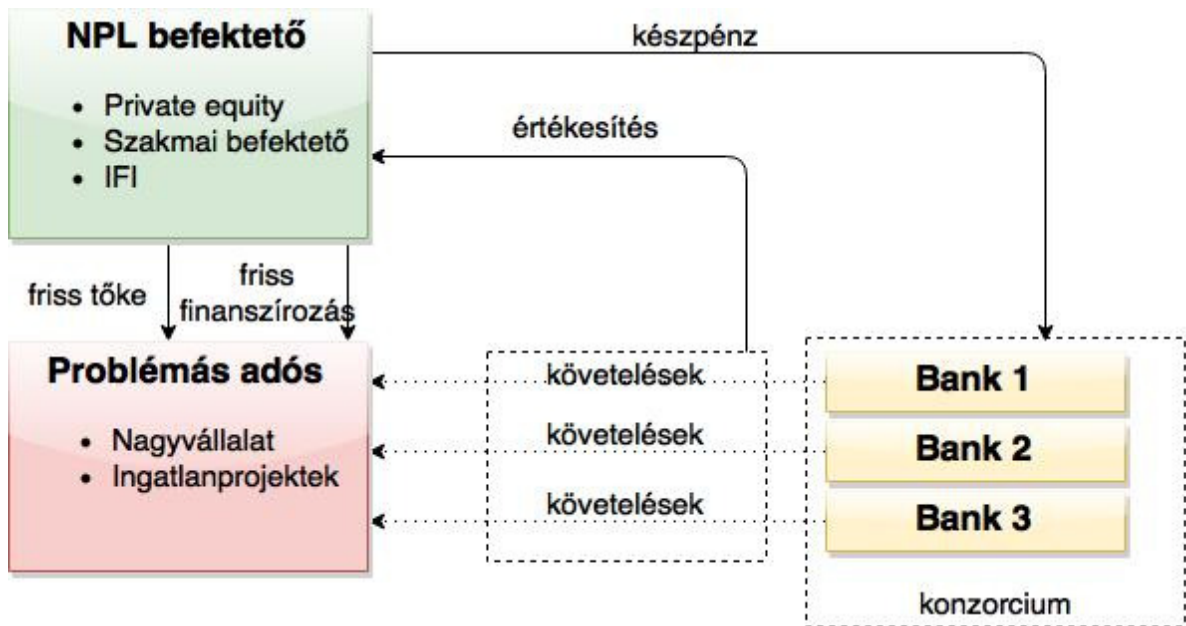 NPL befektető
• Private equity
• Szakmai befektető
• IFI
készpénz
értékesítés
friss tőke
friss
finanszírozás
Problémás adós
• Nagyvállalat
• Ingatlanprojektek
követelések
követelések
követelések
Bank 1
Bank 2
Bank 3
konzorcium